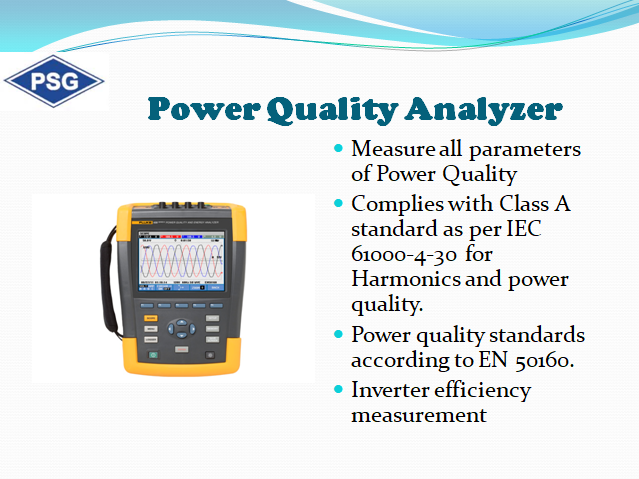 PSG
Power Quality Analyzer
Measure all parameters
of Power Quality
Complies with Class A
standard as per IEC
61000-4-30 for
Harmonics and power
quality.
Power quality standards
according to EN 50160.
Inverter efficiency
measurement
FLUKE